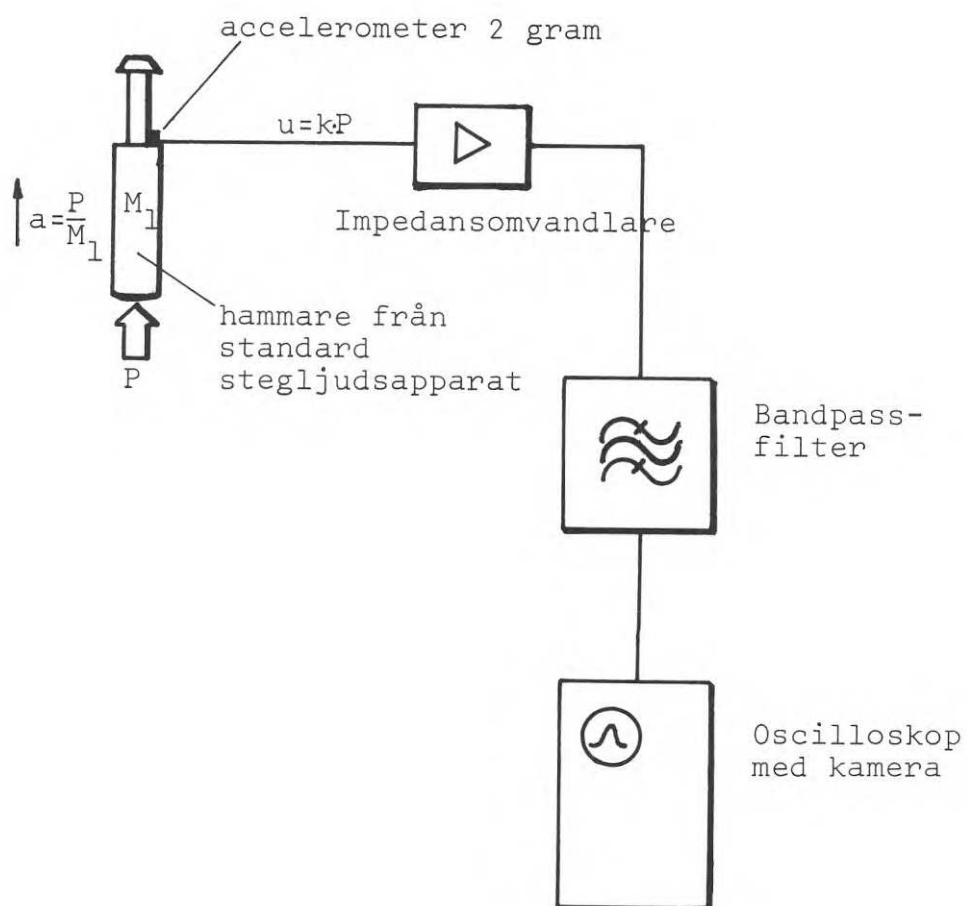 accelerometer 2 gram
u=k·P
Impedansomvandlare
a=P/M₁
M₁
hammare från
standard
stegljudsapparat
P
Bandpass-
filter
Oscilloskop
med kamera